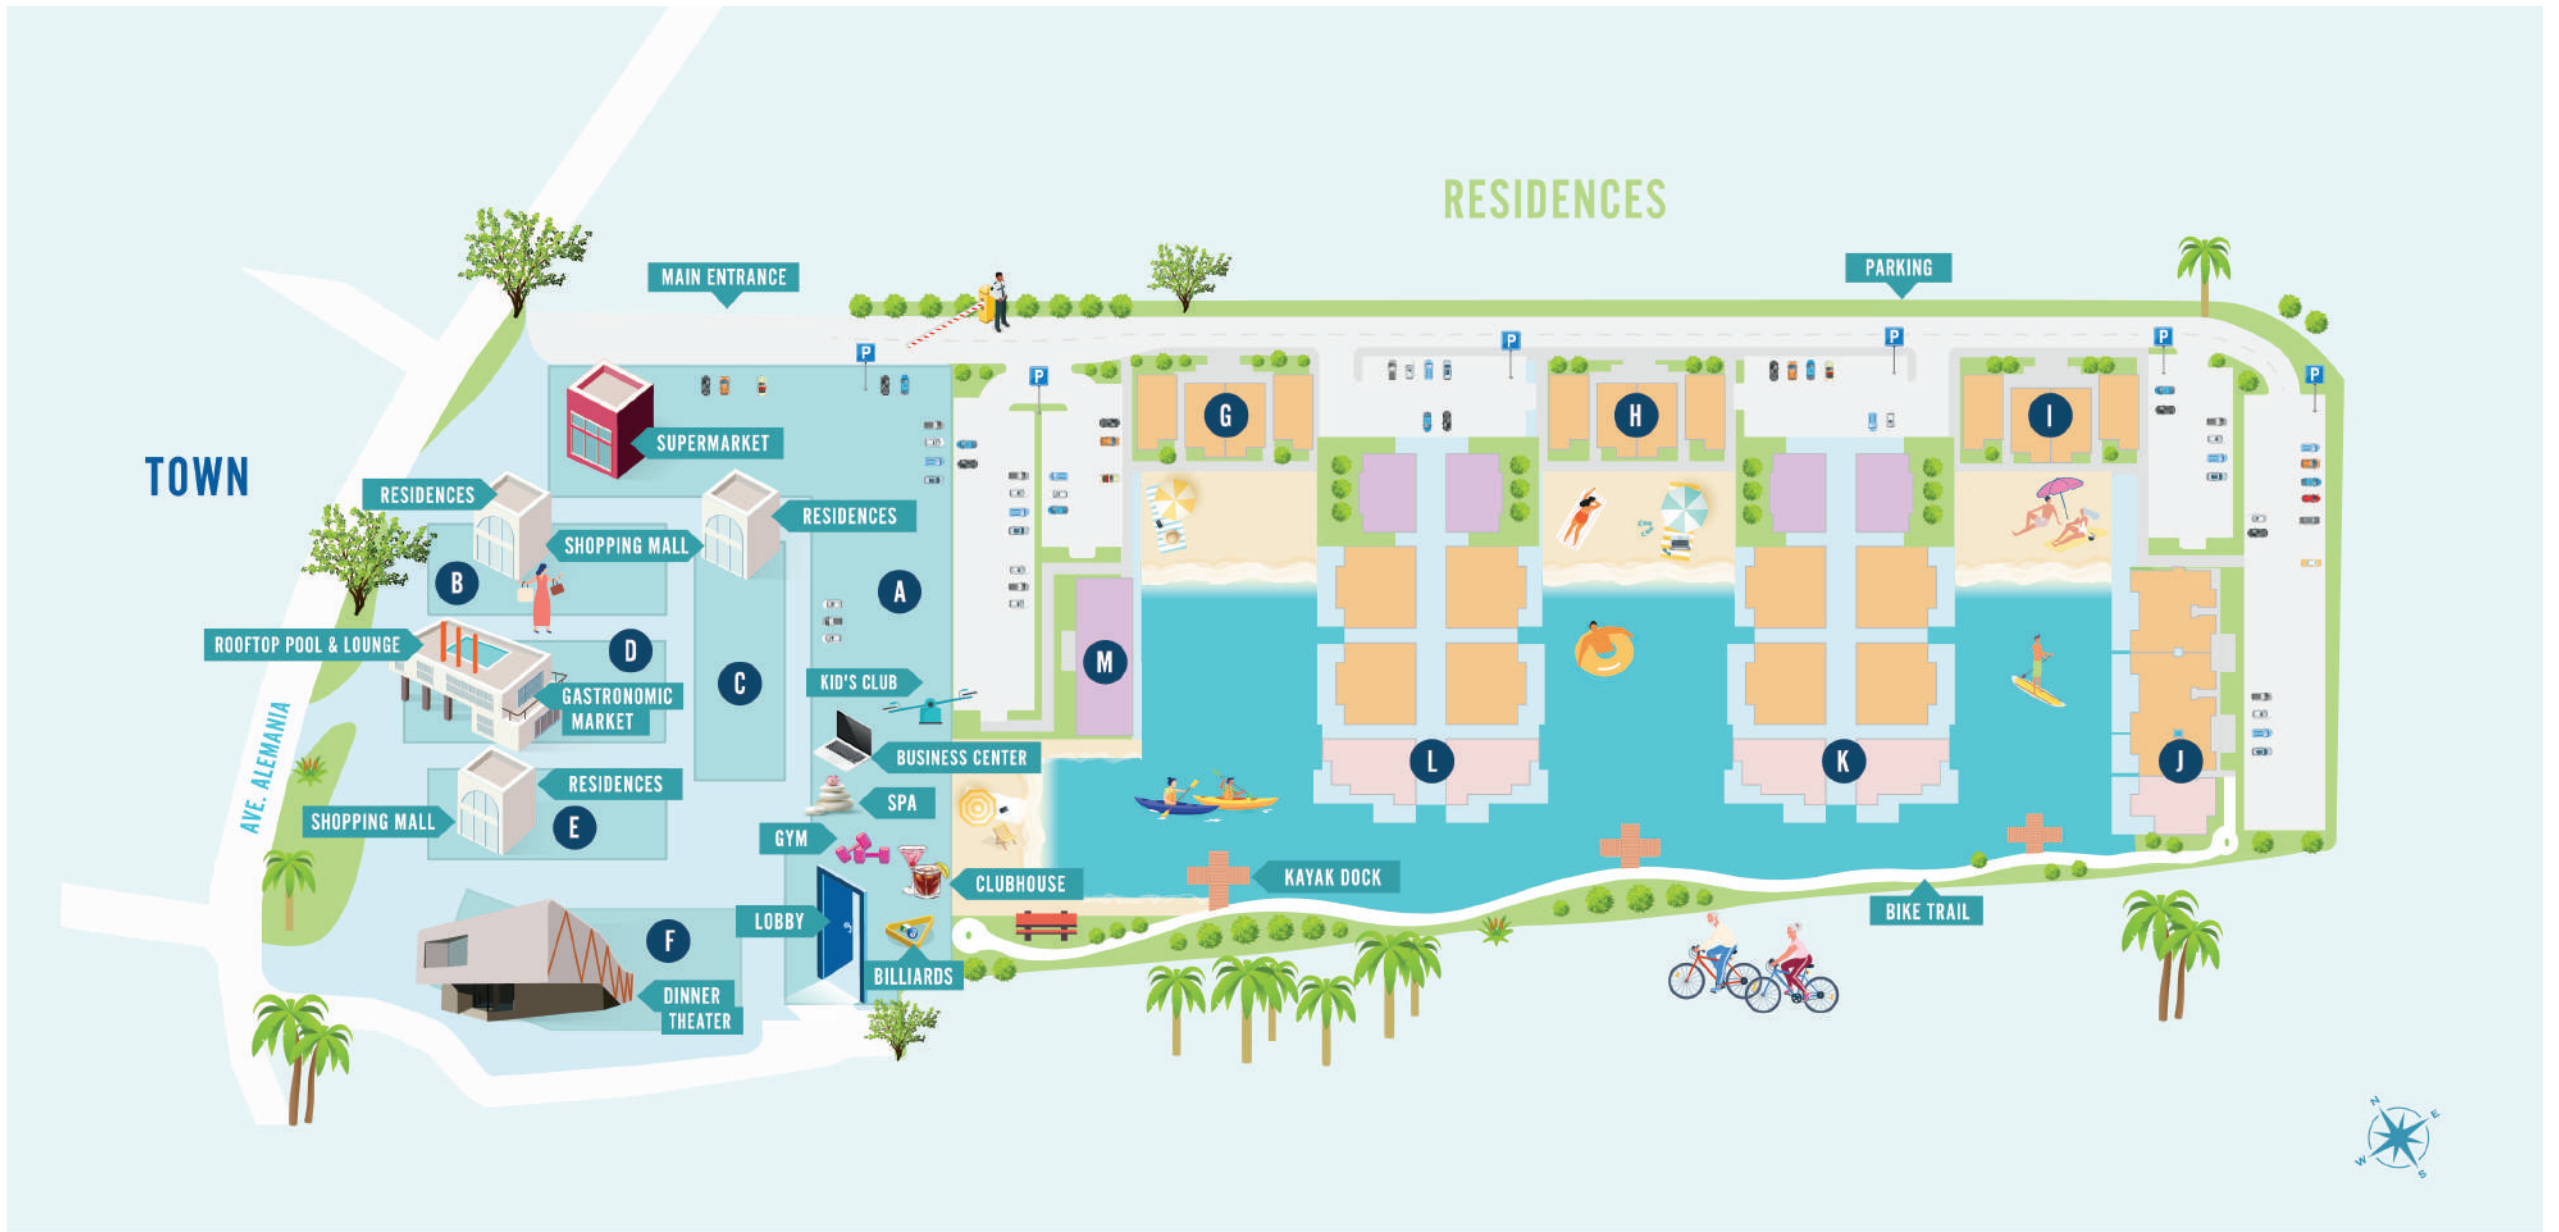 RESIDENCES
MAIN ENTRANCE
PARKING
P
P
P
P
P
P
TOWN
SUPERMARKET
G
H
I
RESIDENCES
RESIDENCES
SHOPPING MALL
B
A
ROOFTOP POOL & LOUNGE
D
C
M
KID'S CLUB
GASTRONOMIC
MARKET
AVE. ALEMANIA
BUSINESS CENTER
L
K
J
RESIDENCES
SPA
SHOPPING MALL
E
GYM
CLUBHOUSE
KAYAK DOCK
LOBBY
BIKE TRAIL
F
BILLIARDS
DINNER
THEATER
N
E
W
S